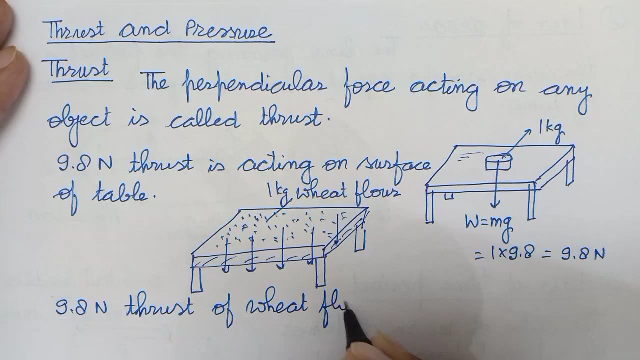 Thrust and Pressure
Thrust The perpendicular force acting on any
object is called thrust.
1kg
9.8 N thrust is acting on surface
of table.
1kg wheat flour
W=mg
= 1×9.8 = 9.8 N
9.8 N thrust of wheat fl